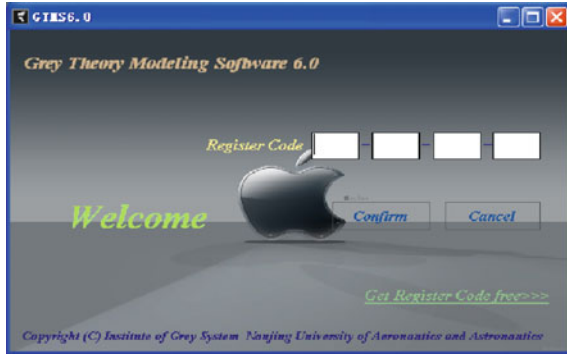 GTMS6.0
Grey Theory Modeling Software 6.0
Register Code - - -
Welcome
Confirm Cancel
Get Register Code free>>>
Copyright (C) Institute of Grey System Nanjing University of Aeronautics and Astronautics